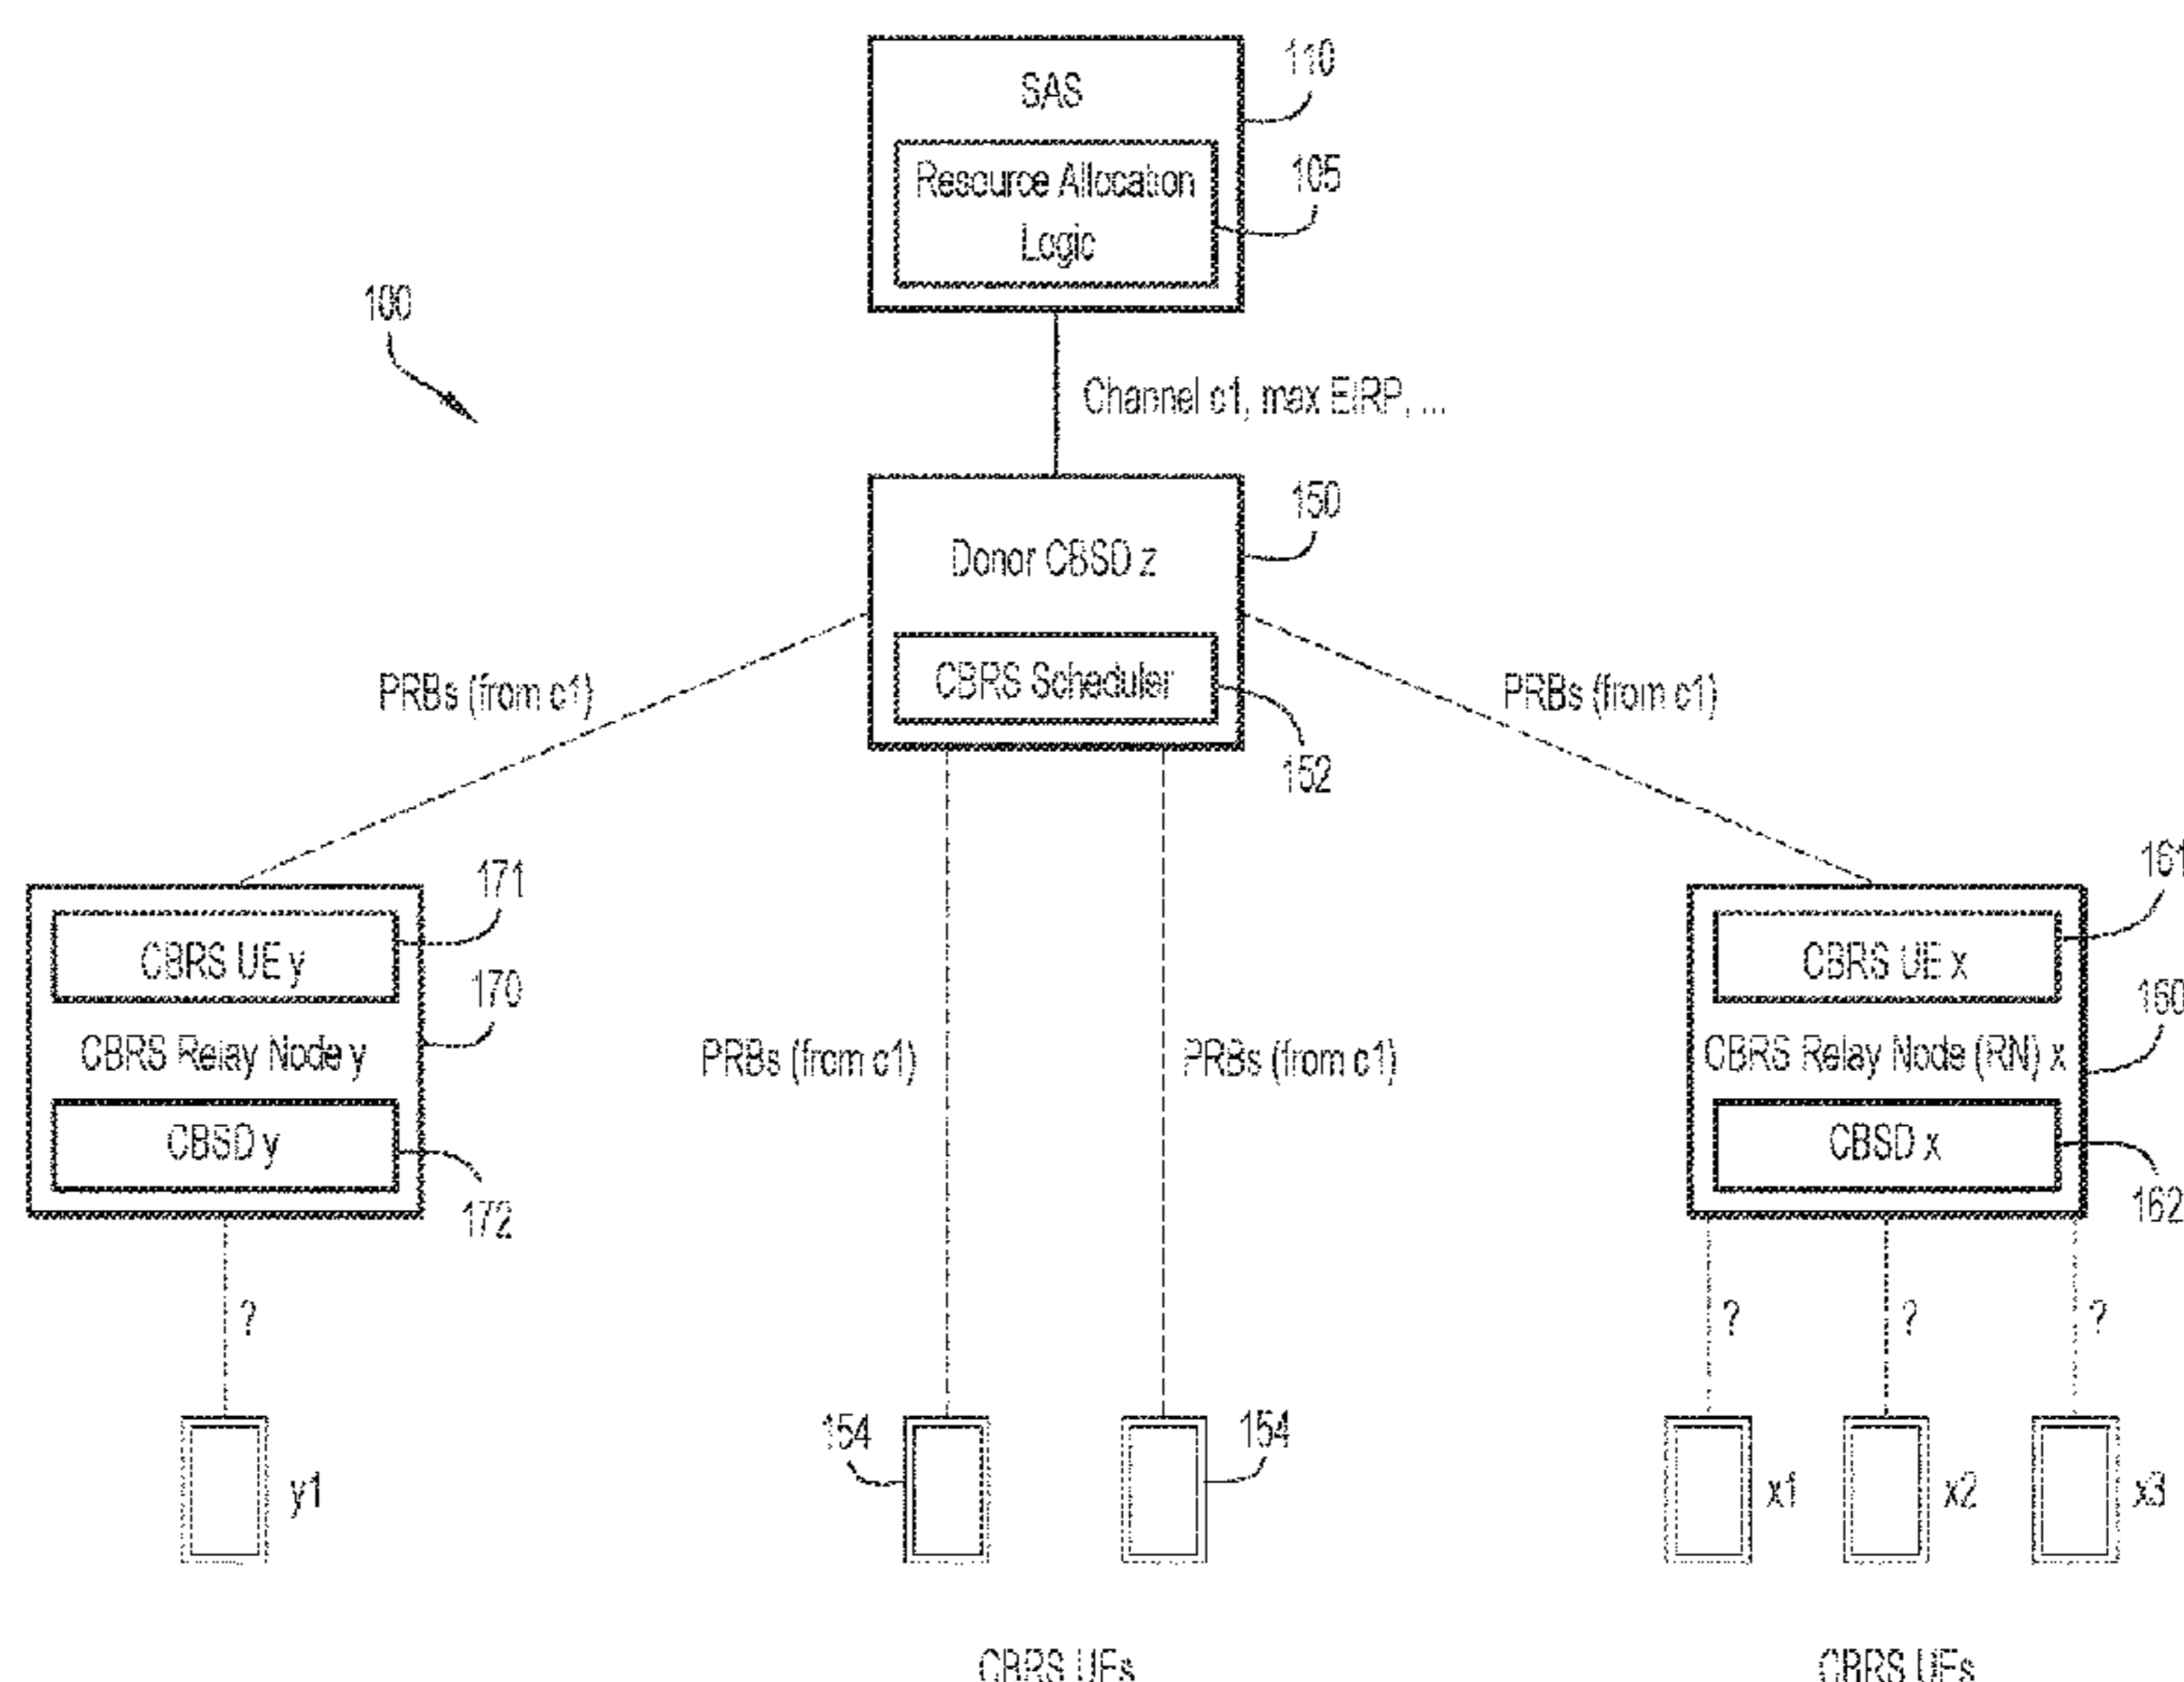 SAS
110
Resource Allocation
Logic
105
100
Channel c1, max EIRP, ...
Donor CBSD z
150
CBRS Scheduler
152
PRBs (from c1)
PRBs (from c1)
CBRS UE y
171
CBRS Relay Node y
170
CBSD y
172
PRBs (from c1)
PRBs (from c1)
CBRS UE x
161
CBRS Relay Node (RN) x
160
CBSD x
162
?
?
?
?
y1
154
154
x1
x2
x3
CBRS UEs
CBRS UEs